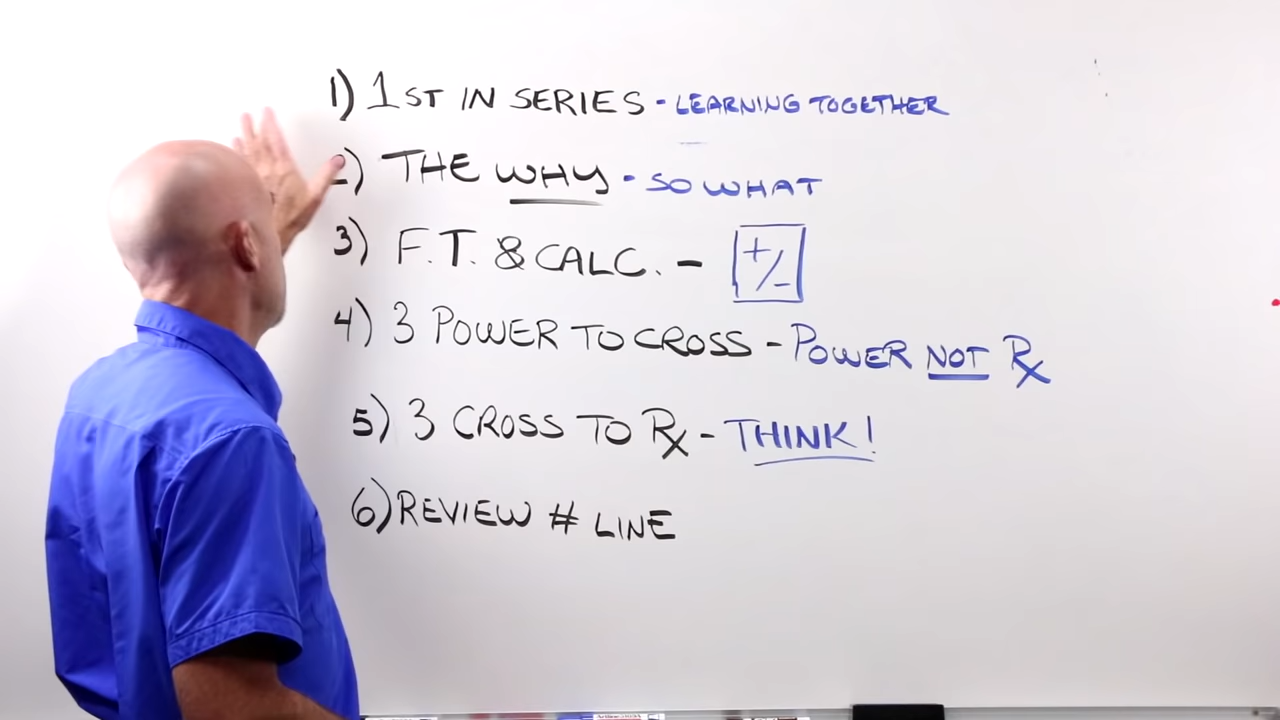 1) 1ST IN SERIES - LEARNING TOGETHER
2) THE WHY - SO WHAT
3) F.T. & CALC. - +/-
4) 3 POWER TO CROSS - POWER NOT Rx
5) 3 CROSS TO Rx - THINK!
6) REVIEW # LINE